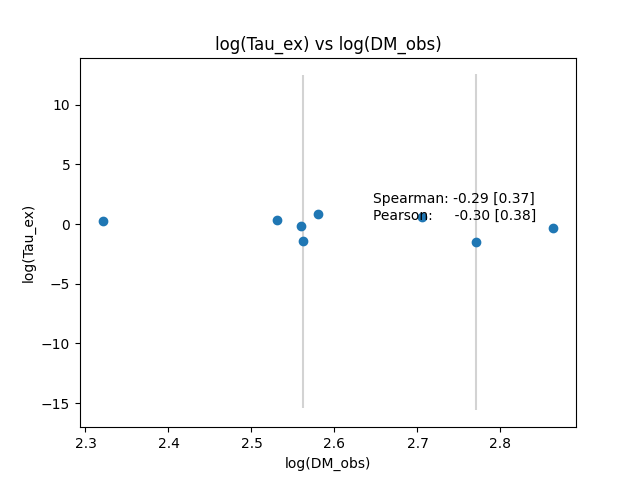 log(Tau_ex) vs log(DM_obs)
log(Tau_ex)
10
5
0
−5
−10
−15
Spearman: -0.29 [0.37]
Pearson: -0.30 [0.38]
2.3 2.4 2.5 2.6 2.7 2.8
log(DM_obs)